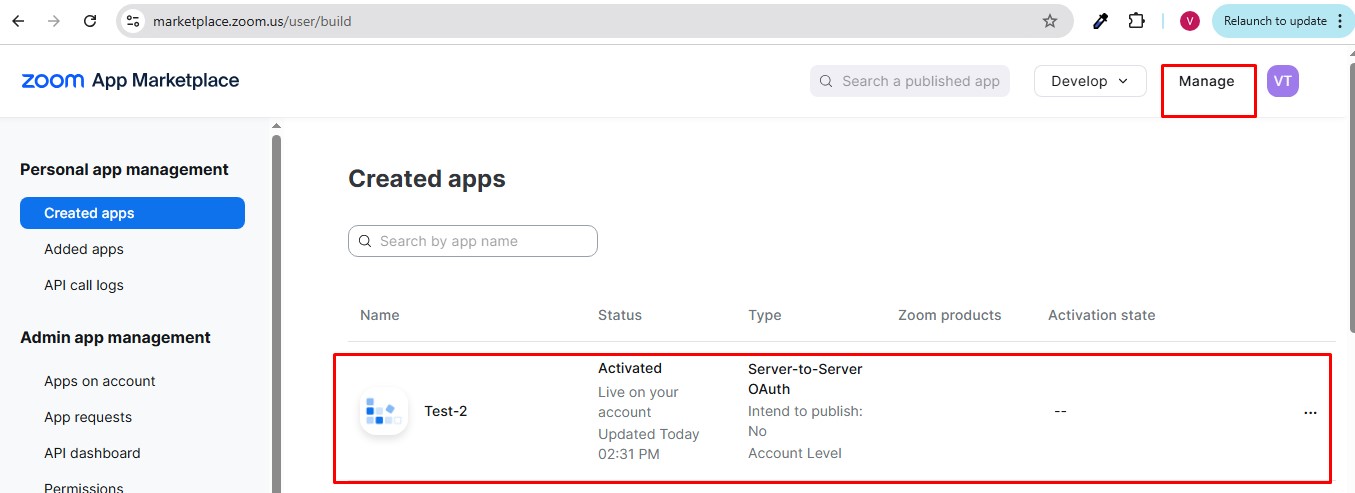 marketplace.zoom.us/user/build
V
Relaunch to update
zoom App Marketplace
Search a published app
Develop
Manage
VT
Personal app management
Created apps
Added apps
API call logs
Admin app management
Apps on account
App requests
API dashboard
Permissions
Created apps
Search by app name
Name Status Type Zoom products Activation state
Test-2
Activated
Live on your
account
Updated Today
02:31 PM
Server-to-Server
OAuth
Intend to publish:
No
Account Level
--
...